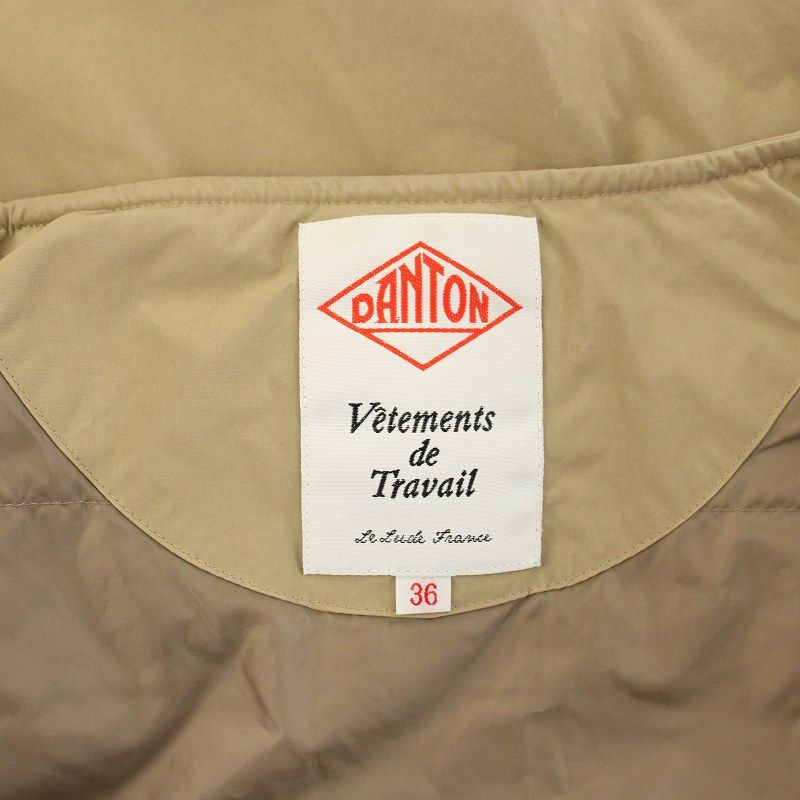 DANTON
Vêtements
de
Travail
Le Lude France
36